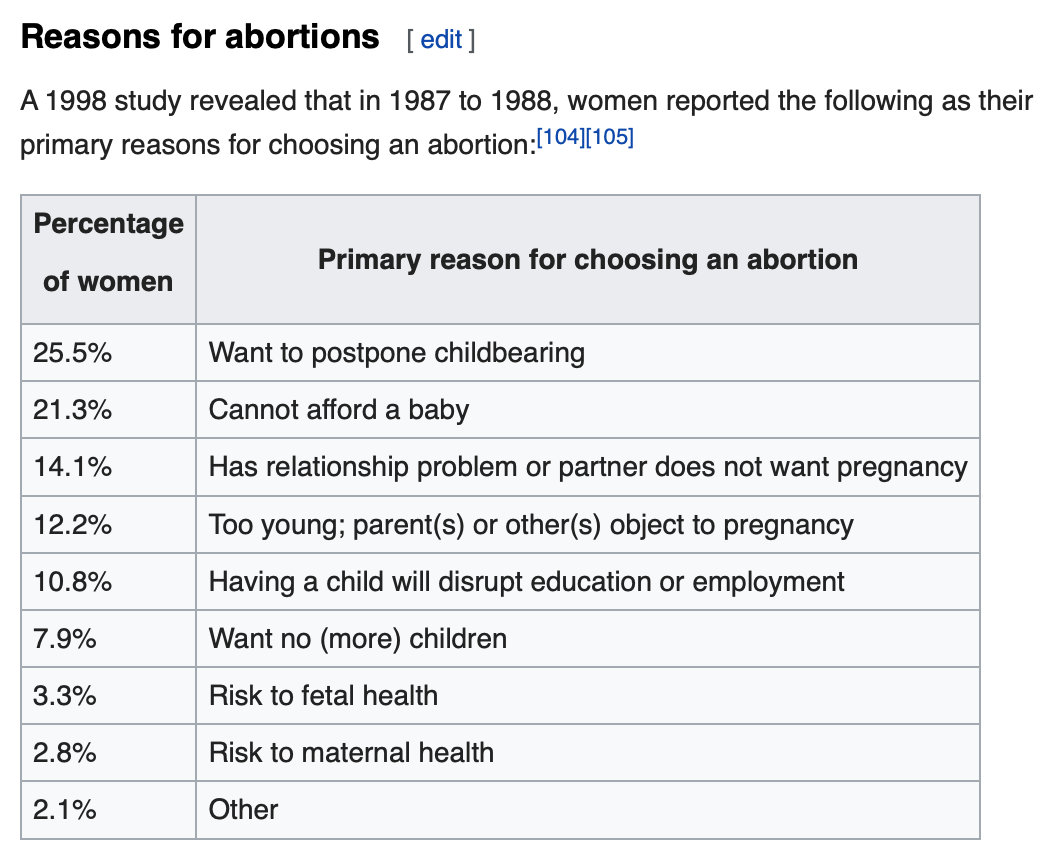 Reasons for abortions [ edit ]
A 1998 study revealed that in 1987 to 1988, women reported the following as their
primary reasons for choosing an abortion:[104][105]
Percentage
of women
Primary reason for choosing an abortion
25.5% Want to postpone childbearing
21.3% Cannot afford a baby
14.1% Has relationship problem or partner does not want pregnancy
12.2% Too young; parent(s) or other(s) object to pregnancy
10.8% Having a child will disrupt education or employment
7.9% Want no (more) children
3.3% Risk to fetal health
2.8% Risk to maternal health
2.1% Other